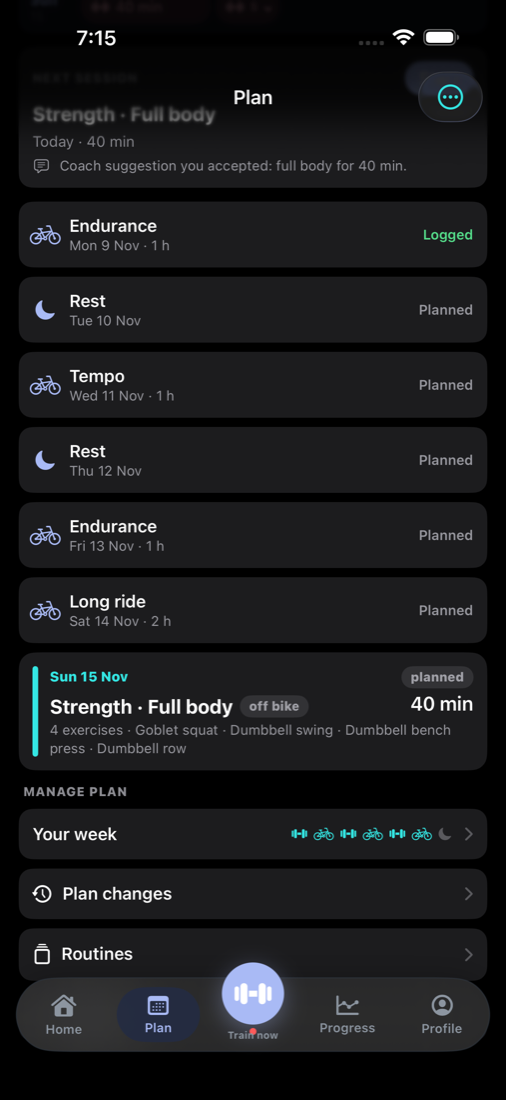 7:15
NEXT SESSION
Plan
Strength · Full body
Today · 40 min
Coach suggestion you accepted: full body for 40 min.
Endurance
Mon 9 Nov · 1 h
Logged
Rest
Tue 10 Nov
Planned
Tempo
Wed 11 Nov · 1 h
Planned
Rest
Thu 12 Nov
Planned
Endurance
Fri 13 Nov · 1 h
Planned
Long ride
Sat 14 Nov · 2 h
Planned
Sun 15 Nov
planned
Strength · Full body
off bike
40 min
4 exercises · Goblet squat · Dumbbell swing · Dumbbell bench
press · Dumbbell row
MANAGE PLAN
Your week
Plan changes
Routines
Home
Plan
Train now
Progress
Profile